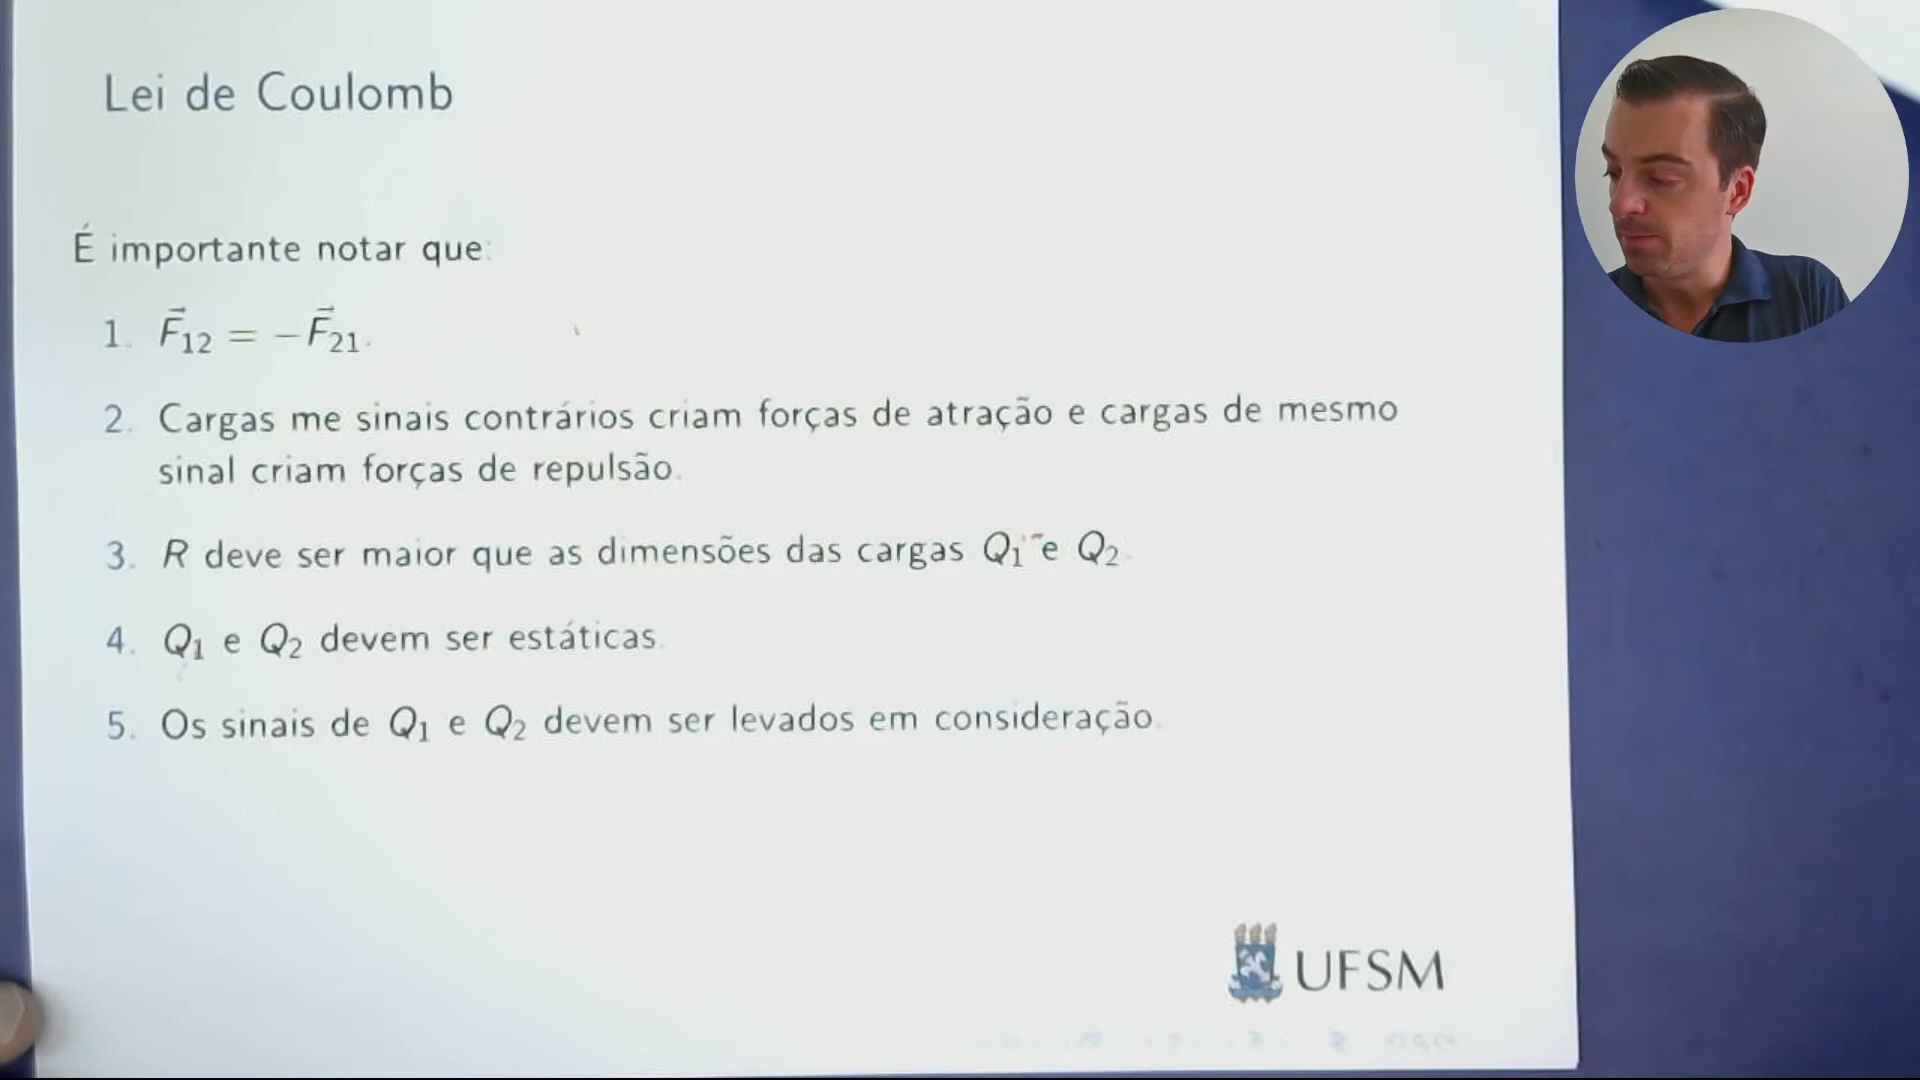 Lei de Coulomb
É importante notar que:
1. F⃗₁₂ = −F⃗₂₁.
2. Cargas me sinais contrários criam forças de atração e cargas de mesmo
sinal criam forças de repulsão.
3. R deve ser maior que as dimensões das cargas Q₁ e Q₂.
4. Q₁ e Q₂ devem ser estáticas.
5. Os sinais de Q₁ e Q₂ devem ser levados em consideração.
UFSM